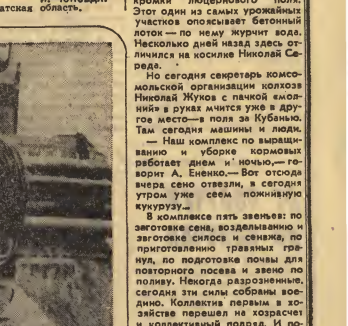 атская область.
кромки люцернового поля.
Этот один из самых урожайных
участков опоясывает бетонный
лоток — по нему журчит вода.
Несколько дней назад здесь от-
личился на косилке Николай Се-
реда.
Но сегодня секретарь комсо-
мольской организации колхоза
Николай Жуков с пачкой «мол-
ний» в руках мчится уже в дру-
гое место—в поля за Кубанью.
Там сегодня машины и люди.
— Наш комплекс по выращи-
ванию и уборке кормовых
работает днем и ночью,— го-
ворит А. Ененко.— Вот отсюда
вчера сено отвезли, а сегодня
утром уже сеем пожнивную
кукурузу...
В комплексе пять звеньев: по
заготовке сена, возделыванию и
заготовке силоса и сенажа, по
приготовлению травяных гра-
нул, по подготовке почвы для
повторного посева и звено по
поливу. Некогда разрозненные,
сегодня эти силы собраны вое-
дино. Коллектив первым в хо-
зяйстве перешел на хозрасчет
и коллективный подряд. И по-